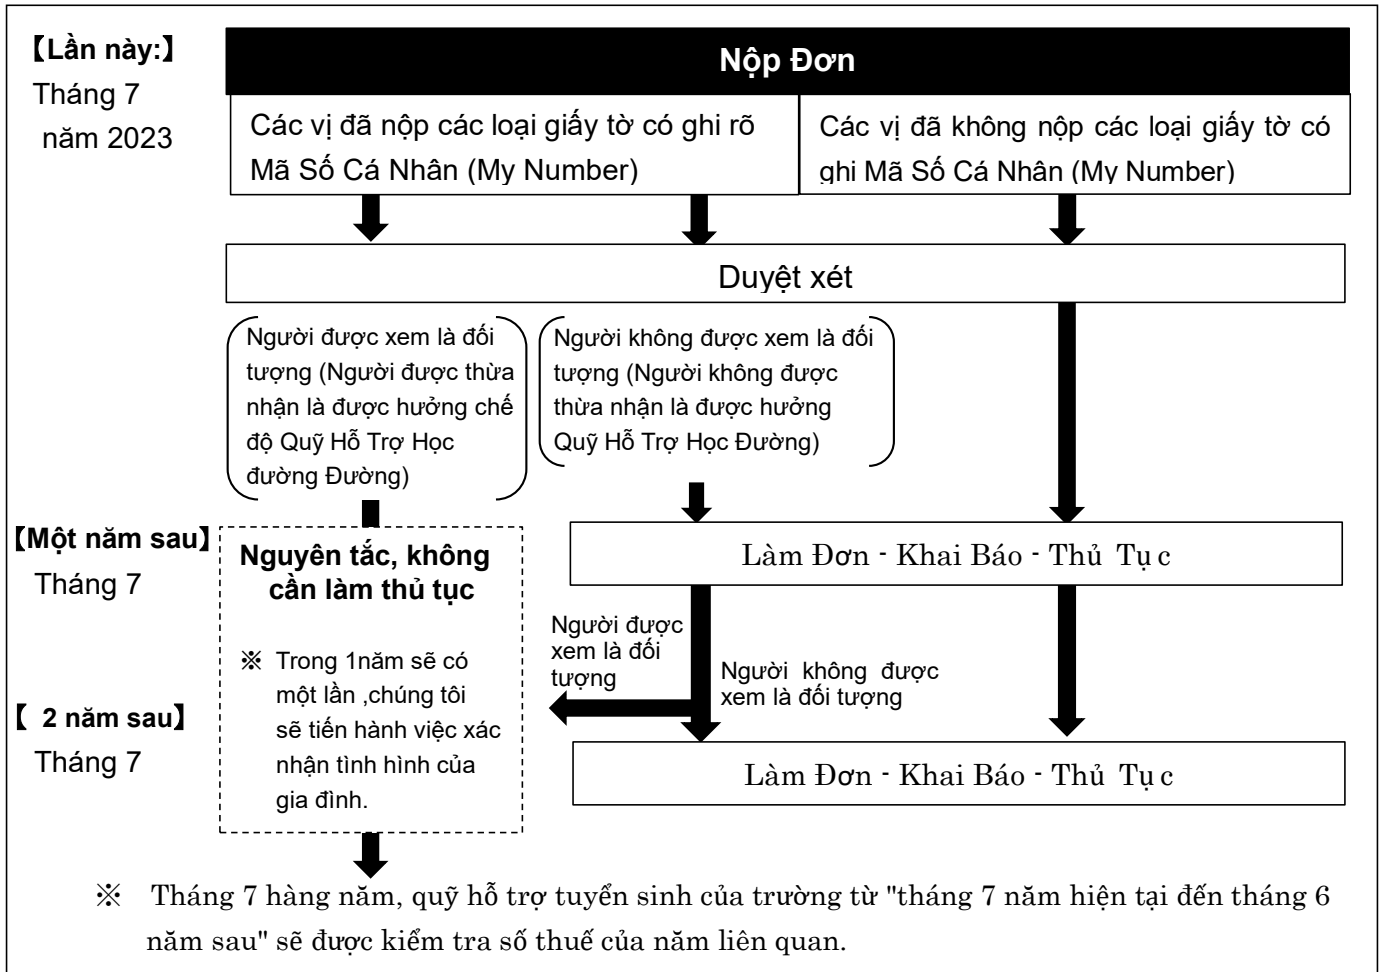 【Lần này:】
Tháng 7
năm 2023
Nộp Đơn
Các vị đã nộp các loại giấy tờ có ghi rõ
Mã Số Cá Nhân (My Number)
Các vị đã không nộp các loại giấy tờ có
ghi Mã Số Cá Nhân (My Number)
Duyệt xét
Người được xem là đối
tượng (Người được thừa
nhận là được hưởng chế
độ Quỹ Hỗ Trợ Học
đường Đường)
Người không được xem là đối
tượng (Người không được
thừa nhận là được hưởng
Quỹ Hỗ Trợ Học Đường)
【Một năm sau】
Tháng 7
Nguyên tắc, không
cần làm thủ tục
※ Trong 1năm sẽ có
một lần ,chúng tôi
sẽ tiến hành việc xác
nhận tình hình của
gia đình.
Làm Đơn - Khai Báo - Thủ Tục
Người được
xem là đối
tượng
Người không được
xem là đối tượng
【 2 năm sau】
Tháng 7
Làm Đơn - Khai Báo - Thủ Tục
※ Tháng 7 hàng năm, quỹ hỗ trợ tuyển sinh của trường từ "tháng 7 năm hiện tại đến tháng 6
năm sau" sẽ được kiểm tra số thuế của năm liên quan.